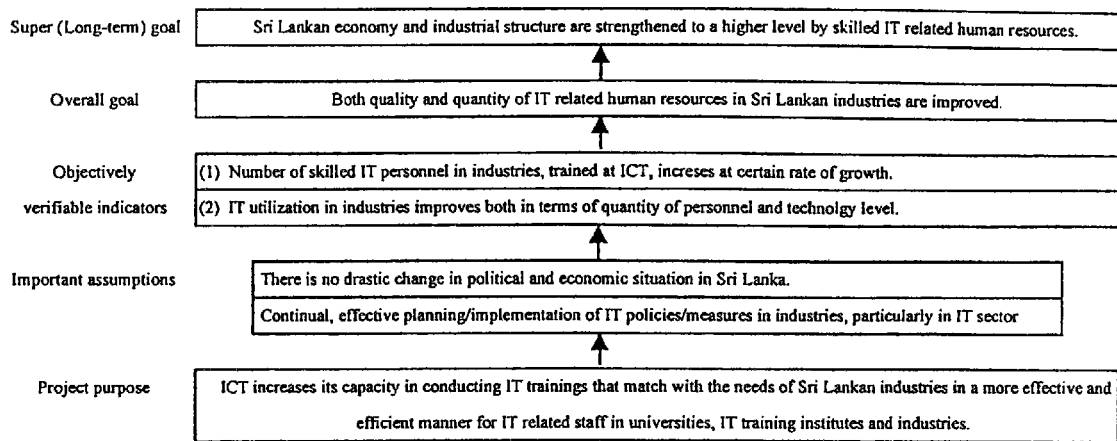 Super (Long-term) goal
Sri Lankan economy and industrial structure are strengthened to a higher level by skilled IT related human resources.
Overall goal
Both quality and quantity of IT related human resources in Sri Lankan industries are improved.
Objectively
(1) Number of skilled IT personnel in industries, trained at ICT, increses at certain rate of growth.
verifiable indicators
(2) IT utilization in industries improves both in terms of quantity of personnel and technolgy level.
Important assumptions
There is no drastic change in political and economic situation in Sri Lanka.
Continual, effective planning/implementation of IT policies/measures in industries, particularly in IT sector
Project purpose
ICT increases its capacity in conducting IT trainings that match with the needs of Sri Lankan industries in a more effective and
efficient manner for IT related staff in universities, IT training institutes and industries.